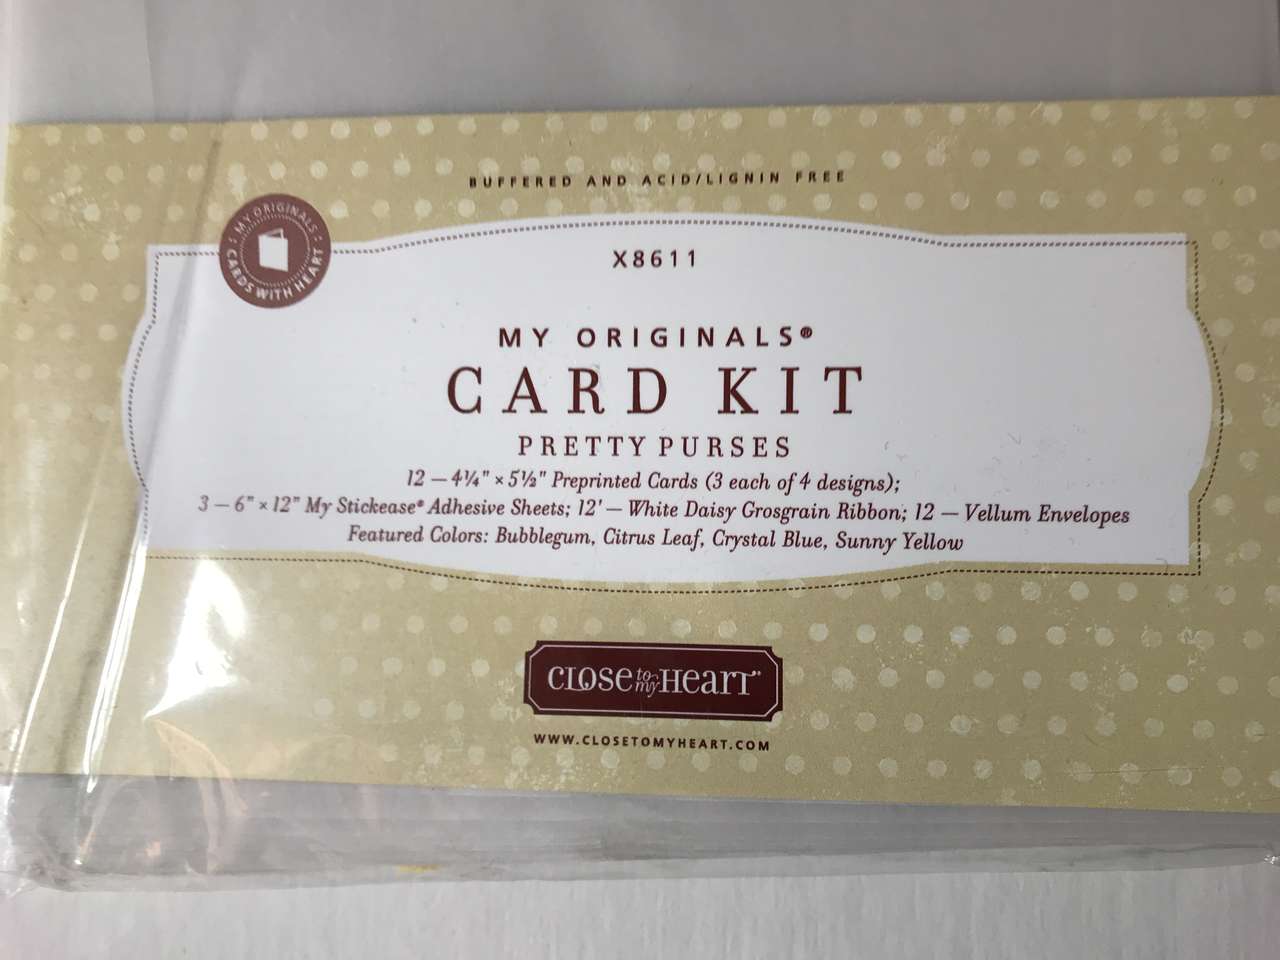 BUFFERED AND ACID/LIGNIN FREE
MY ORIGINALS
CARDS WITH HEART
X8611
MY ORIGINALS®
CARD KIT
PRETTY PURSES
12 — 4¼" × 5½" Preprinted Cards (3 each of 4 designs);
3 – 6" × 12" My Stickease® Adhesive Sheets; 12' — White Daisy Grosgrain Ribbon; 12 — Vellum Envelopes
Featured Colors: Bubblegum, Citrus Leaf, Crystal Blue, Sunny Yellow
CLOSE to my HEART™
WWW.CLOSETOMYHEART.COM